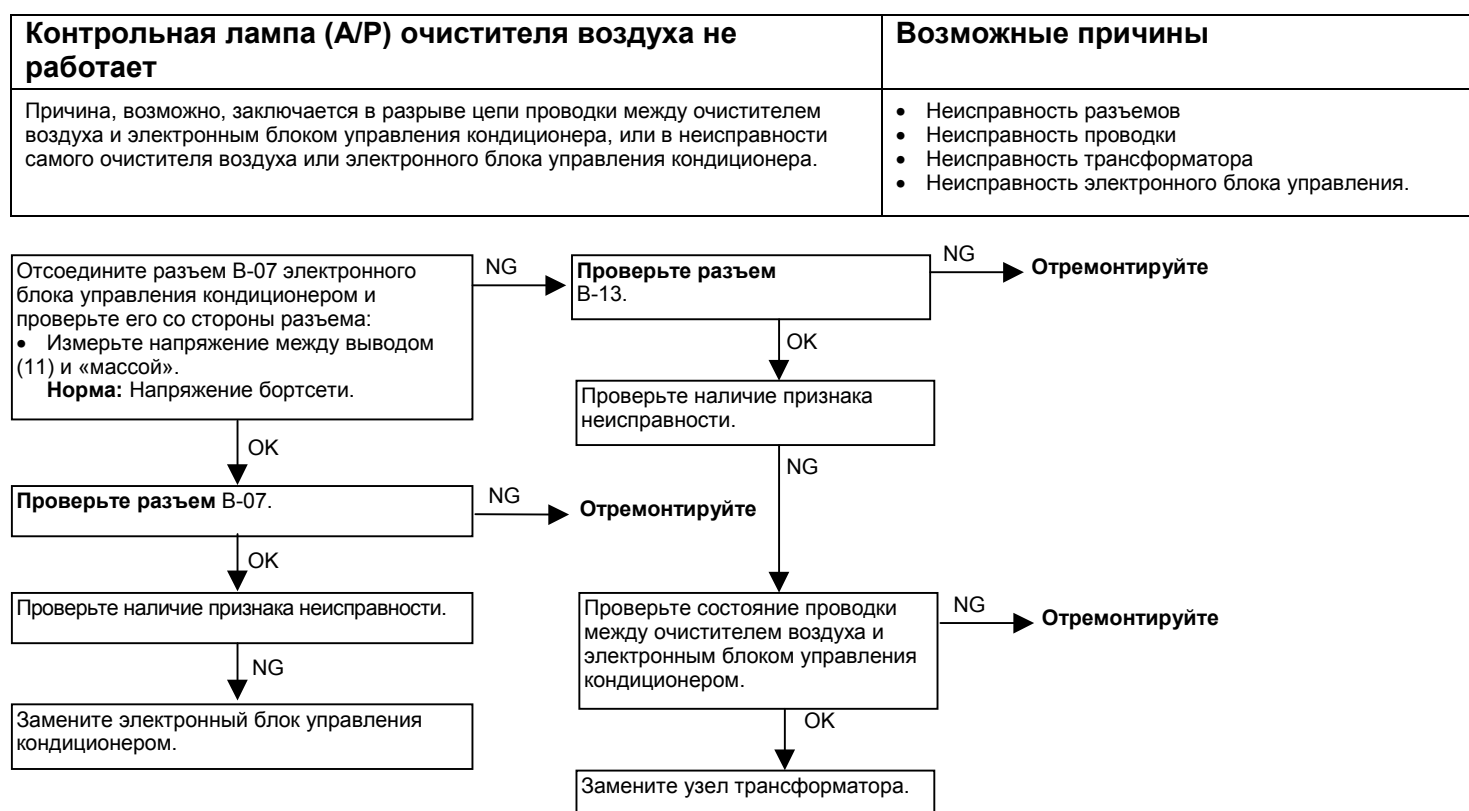 Контрольная лампа (А/Р) очистителя воздуха не
работает
Возможные причины
Причина, возможно, заключается в разрыве цепи проводки между очистителем
воздуха и электронным блоком управления кондиционера, или в неисправности
самого очистителя воздуха или электронного блока управления кондиционера.
• Неисправность разъемов
• Неисправность проводки
• Неисправность трансформатора
• Неисправность электронного блока управления.
Отсоедините разъем В-07 электронного
блока управления кондиционером и
проверьте его со стороны разъема:
• Измерьте напряжение между выводом
(11) и «массой».
Норма: Напряжение бортсети.
NG
Проверьте разъем
В-13.
NG
Отремонтируйте
OK
Проверьте наличие признака
неисправности.
NG
OK
Проверьте разъем В-07.
NG
Отремонтируйте
OK
Проверьте наличие признака неисправности.
NG
Замените электронный блок управления
кондиционером.
Проверьте состояние проводки
между очистителем воздуха и
электронным блоком управления
кондиционером.
NG
Отремонтируйте
OK
Замените узел трансформатора.